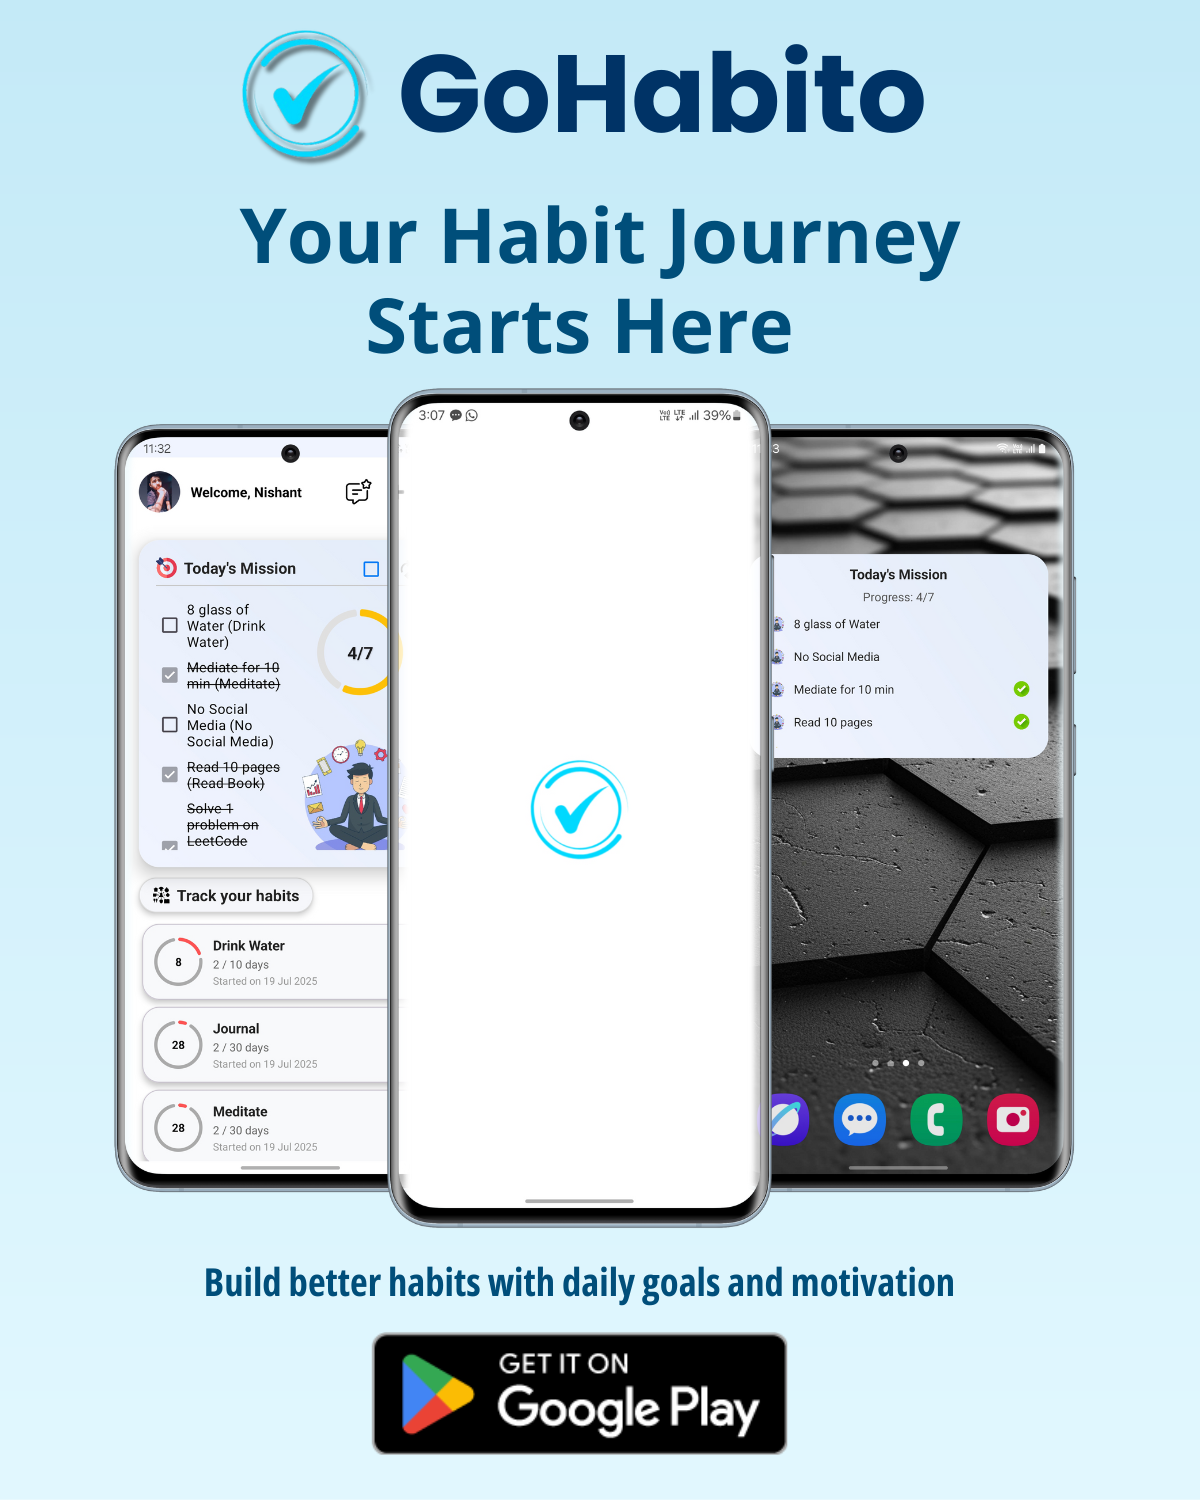 GoHabito
Your Habit Journey
Starts Here
11:32
Welcome, Nishant
Today's Mission
8 glass of
Water (Drink
Water)
Mediate for 10
min (Meditate)
No Social
Media (No
Social Media)
Read 10 pages
(Read Book)
Solve 1
problem on
LeetCode
4/7
Track your habits
8
Drink Water
2 / 10 days
Started on 19 Jul 2025
28
Journal
2 / 30 days
Started on 19 Jul 2025
28
Meditate
2 / 30 days
Started on 19 Jul 2025
3:07
LTE 39%
3
Today's Mission
Progress: 4/7
8 glass of Water
No Social Media
Mediate for 10 min
Read 10 pages
Build better habits with daily goals and motivation
GET IT ON
Google Play